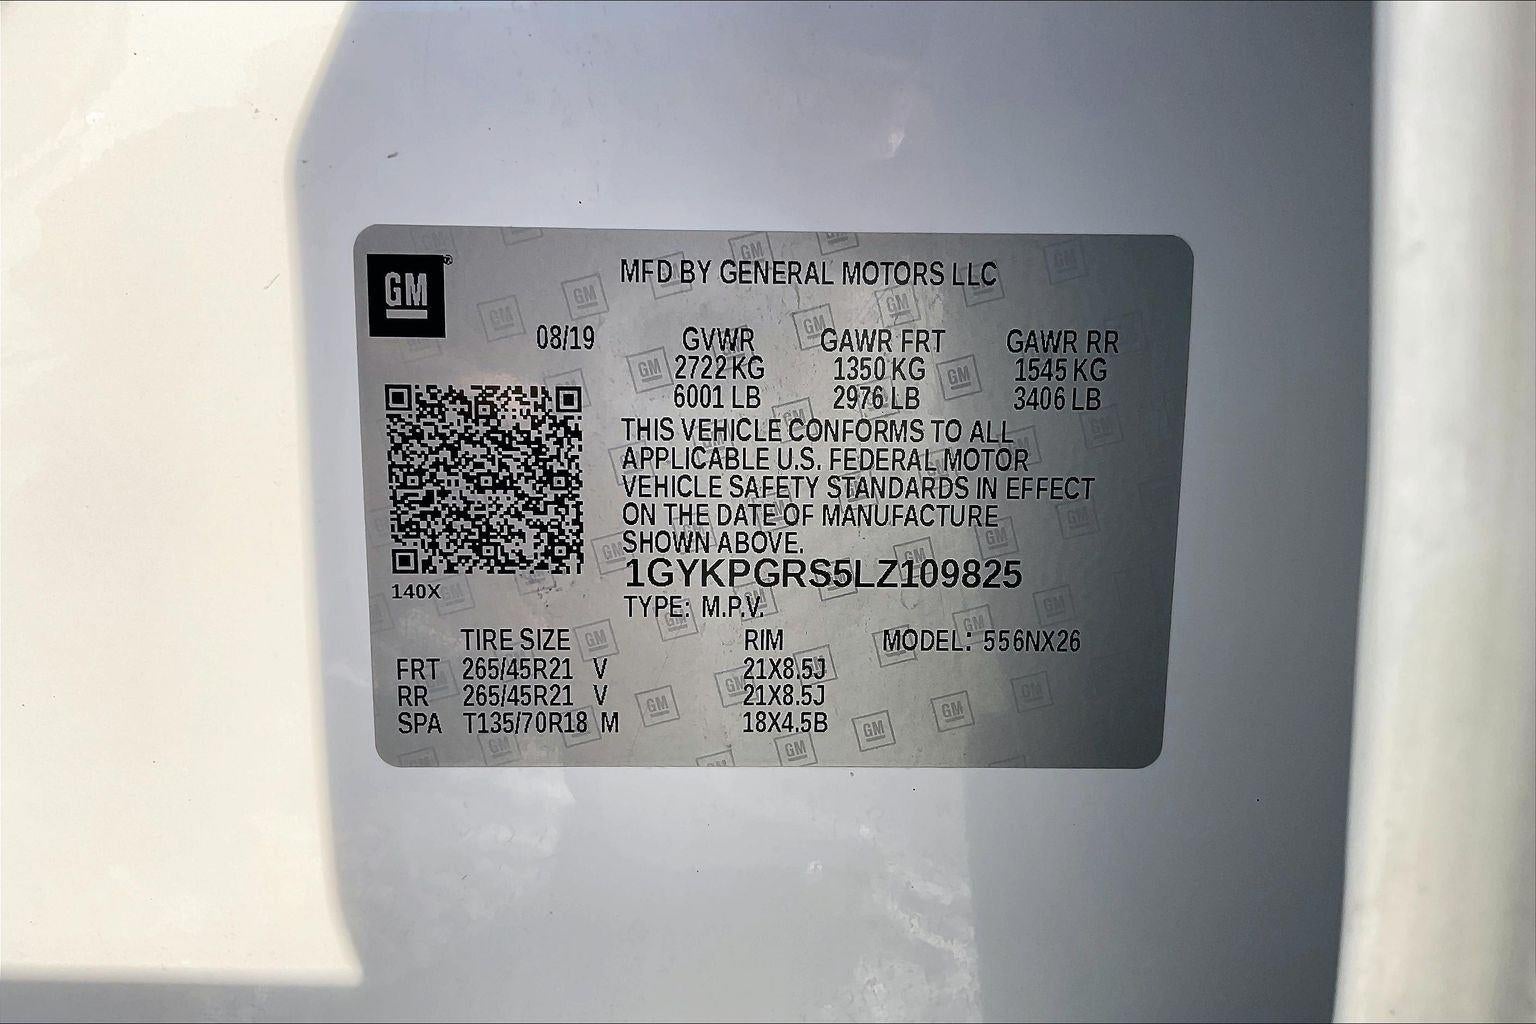 GM®
MFD BY GENERAL MOTORS LLC
08/19 GVWR GAWR FRT GAWR RR
2722 KG 1350 KG 1545 KG
6001 LB 2976 LB 3406 LB
THIS VEHICLE CONFORMS TO ALL
APPLICABLE U.S. FEDERAL MOTOR
VEHICLE SAFETY STANDARDS IN EFFECT
ON THE DATE OF MANUFACTURE
SHOWN ABOVE.
1GYKPGRS5LZ109825
140X
TYPE: M.P.V.
TIRE SIZE RIM MODEL: 556NX26
FRT 265/45R21 V 21X8.5J
RR 265/45R21 V 21X8.5J
SPA T135/70R18 M 18X4.5B